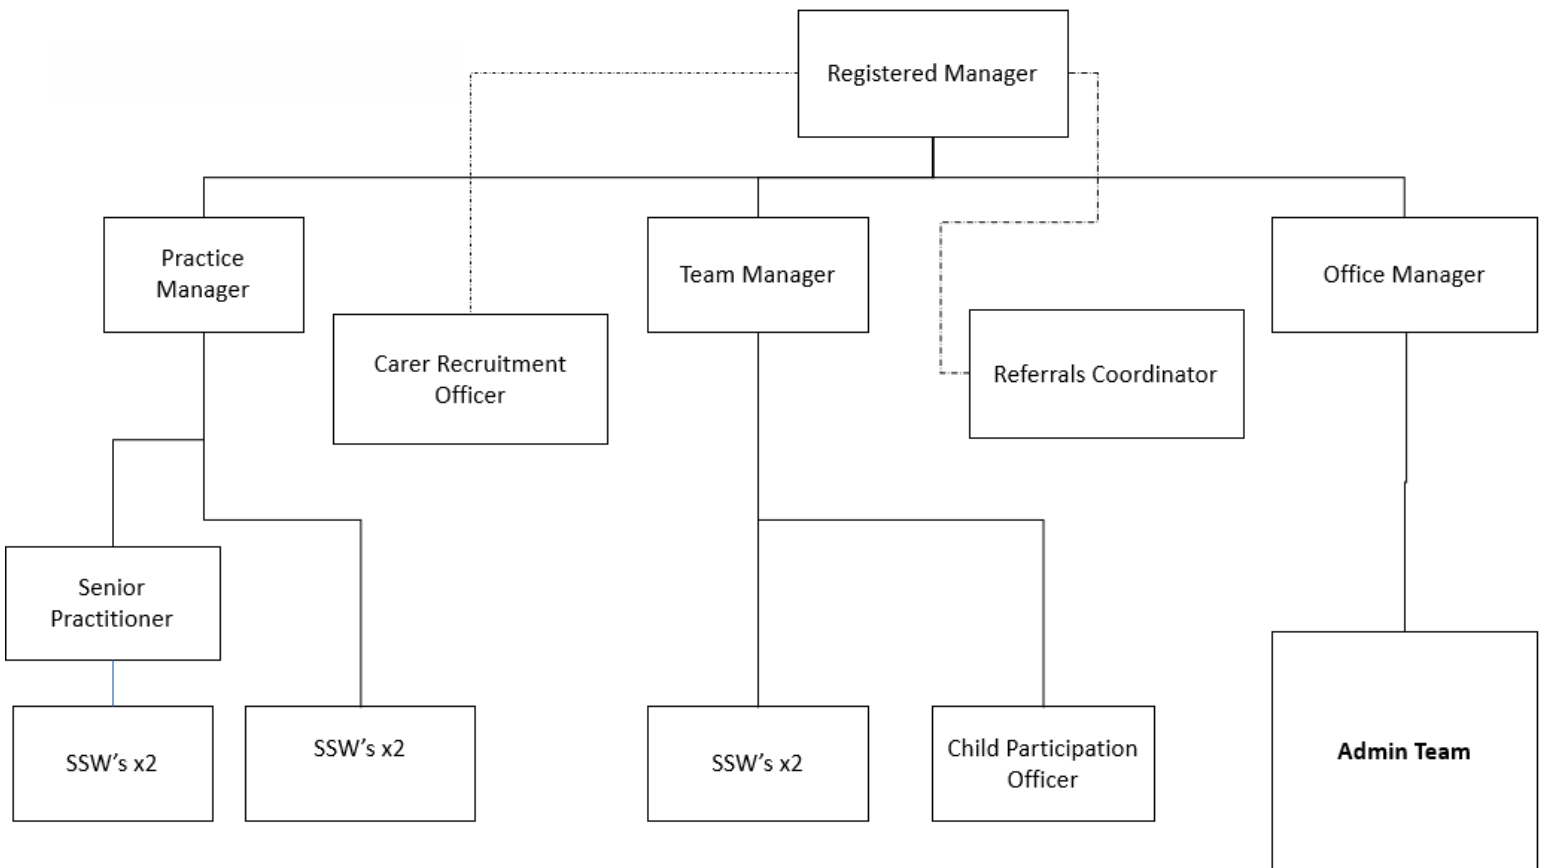 Registered Manager
Practice
Manager
Team Manager
Office Manager
Carer Recruitment
Officer
Referrals Coordinator
Senior
Practitioner
SSW’s x2
SSW’s x2
SSW’s x2
Child Participation
Officer
Admin Team